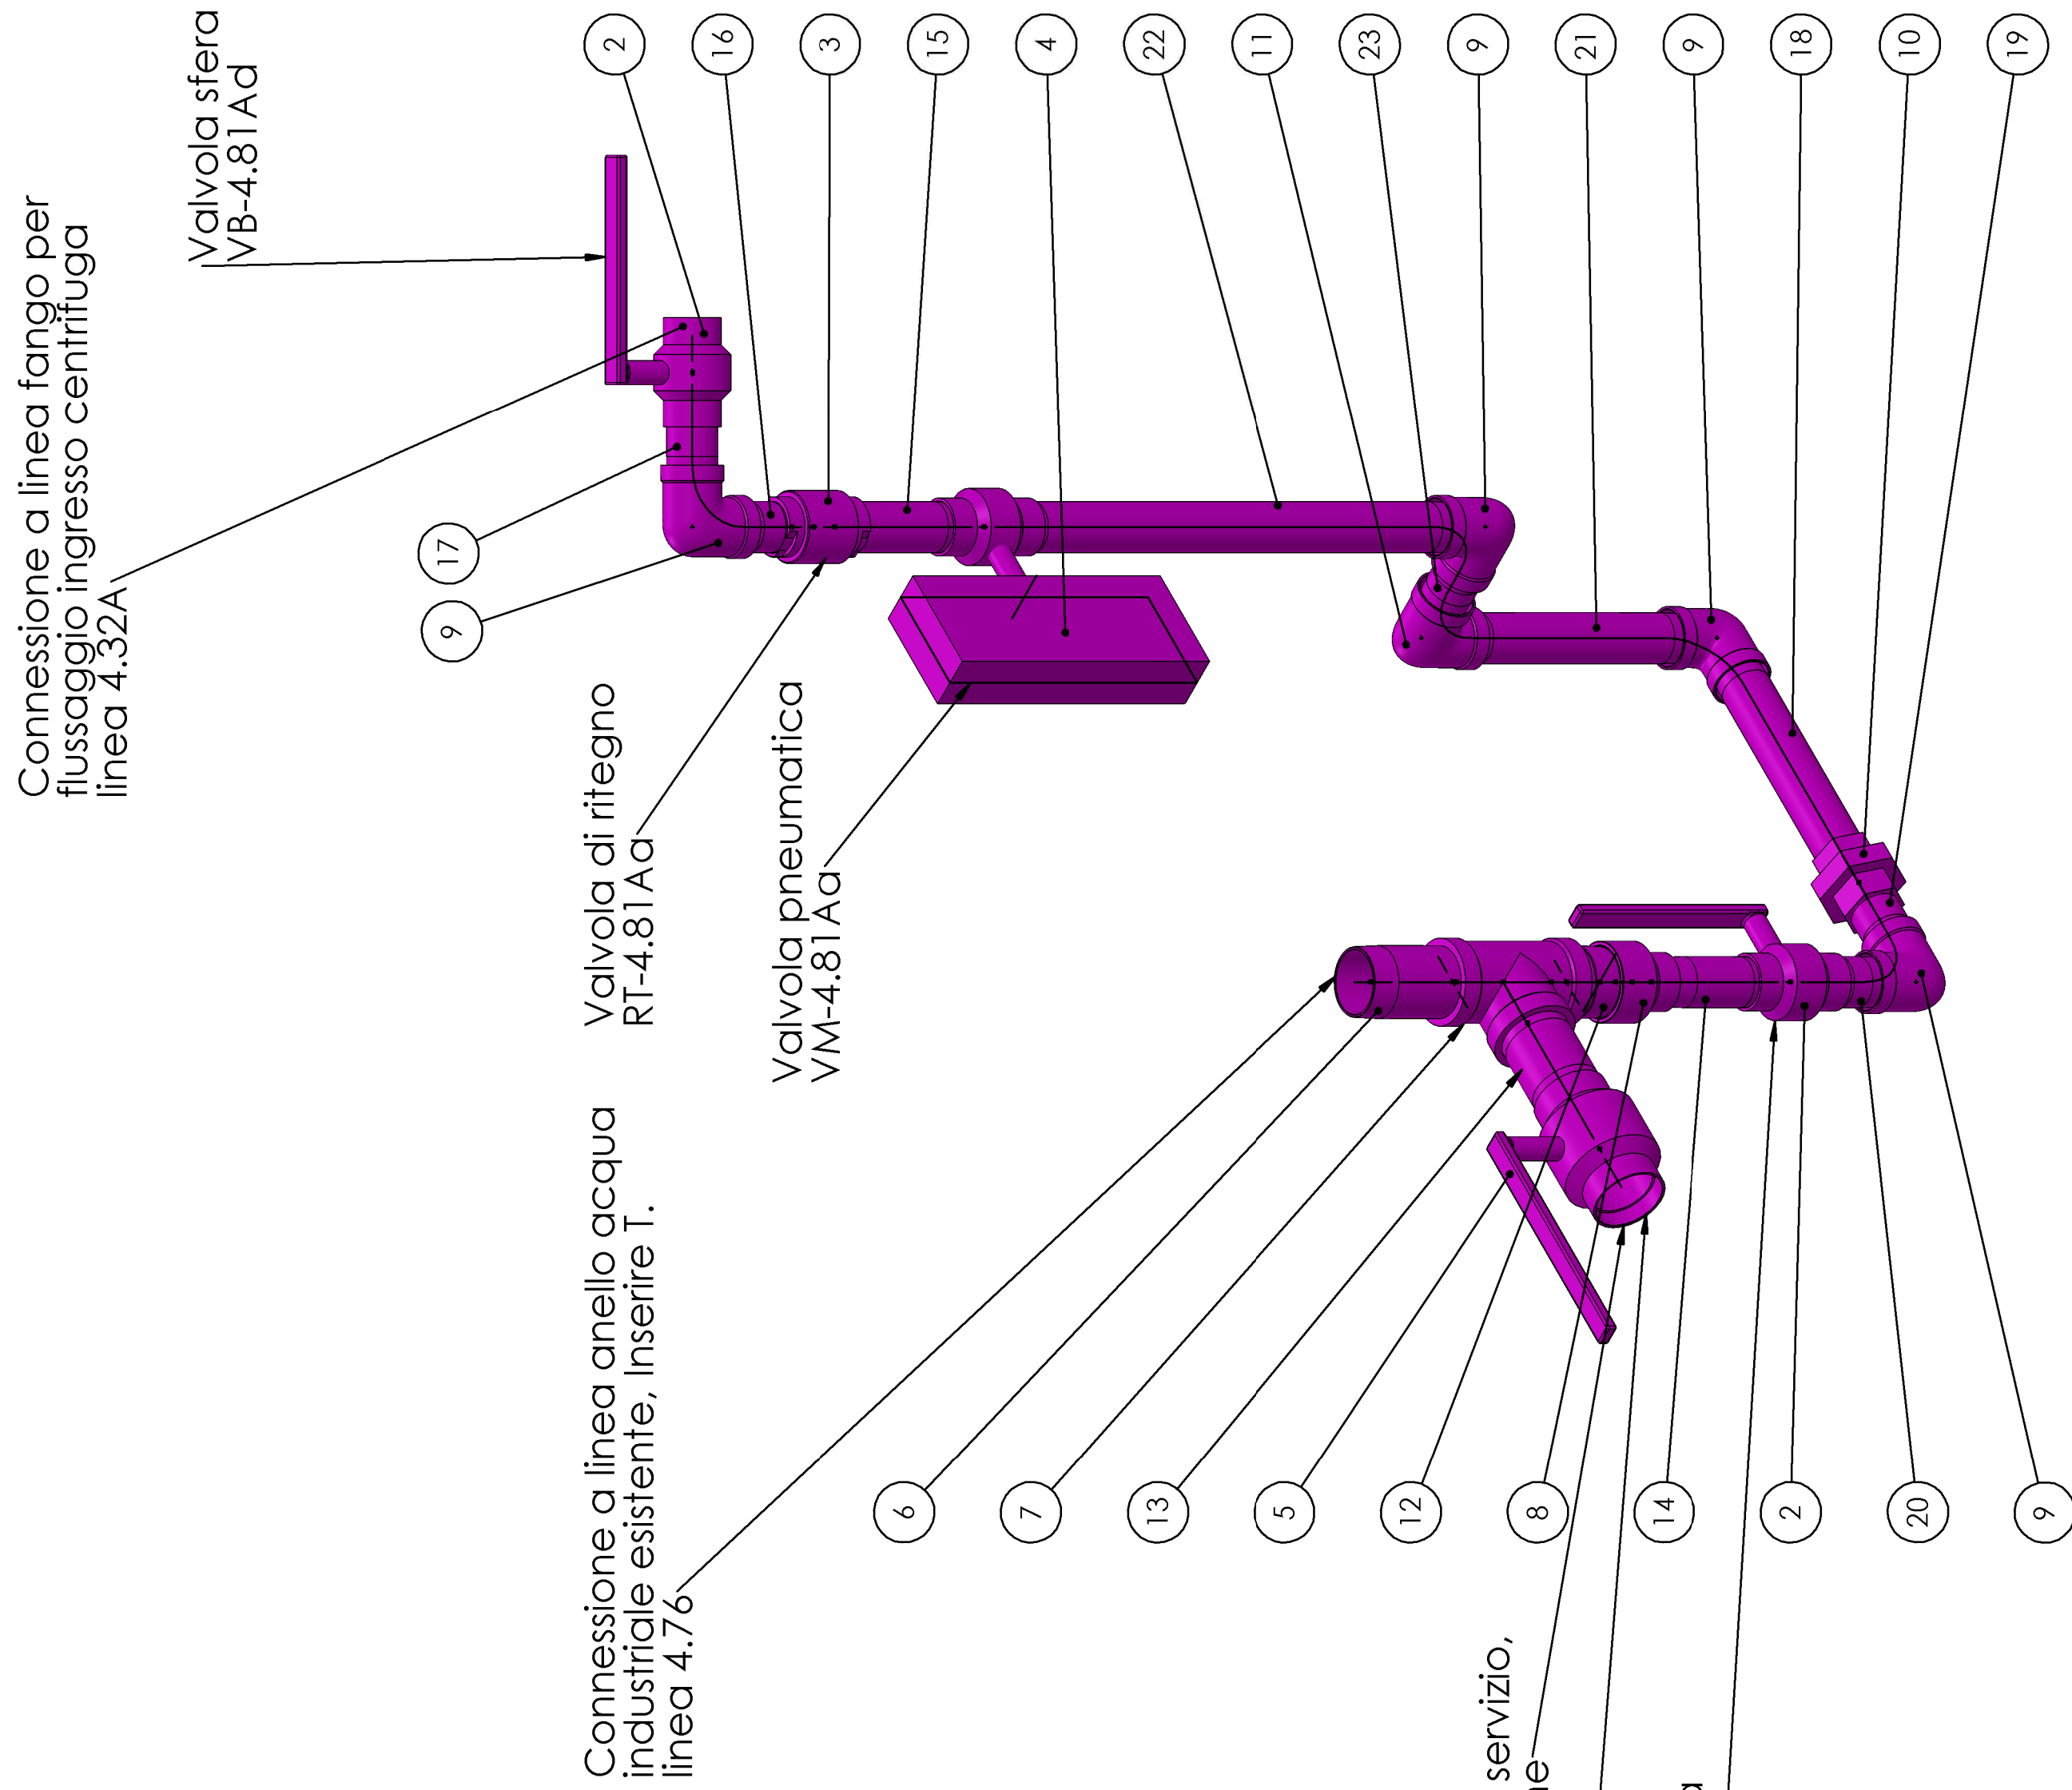 Connessione a linea fango per
flussaggio ingresso centrifuga
linea 4.32A
Valvola sfera
VB-4.81Ad
Valvola di ritegno
RT-4.81Aa
Valvola pneumatica
VM-4.81Aa
Connessione a linea anello acqua
industriale esistente, Inserire T.
linea 4.76
servizio,
ne
a
17
9
2
16
3
15
4
22
11
23
9
21
9
18
10
19
6
7
13
5
12
8
14
2
20
9